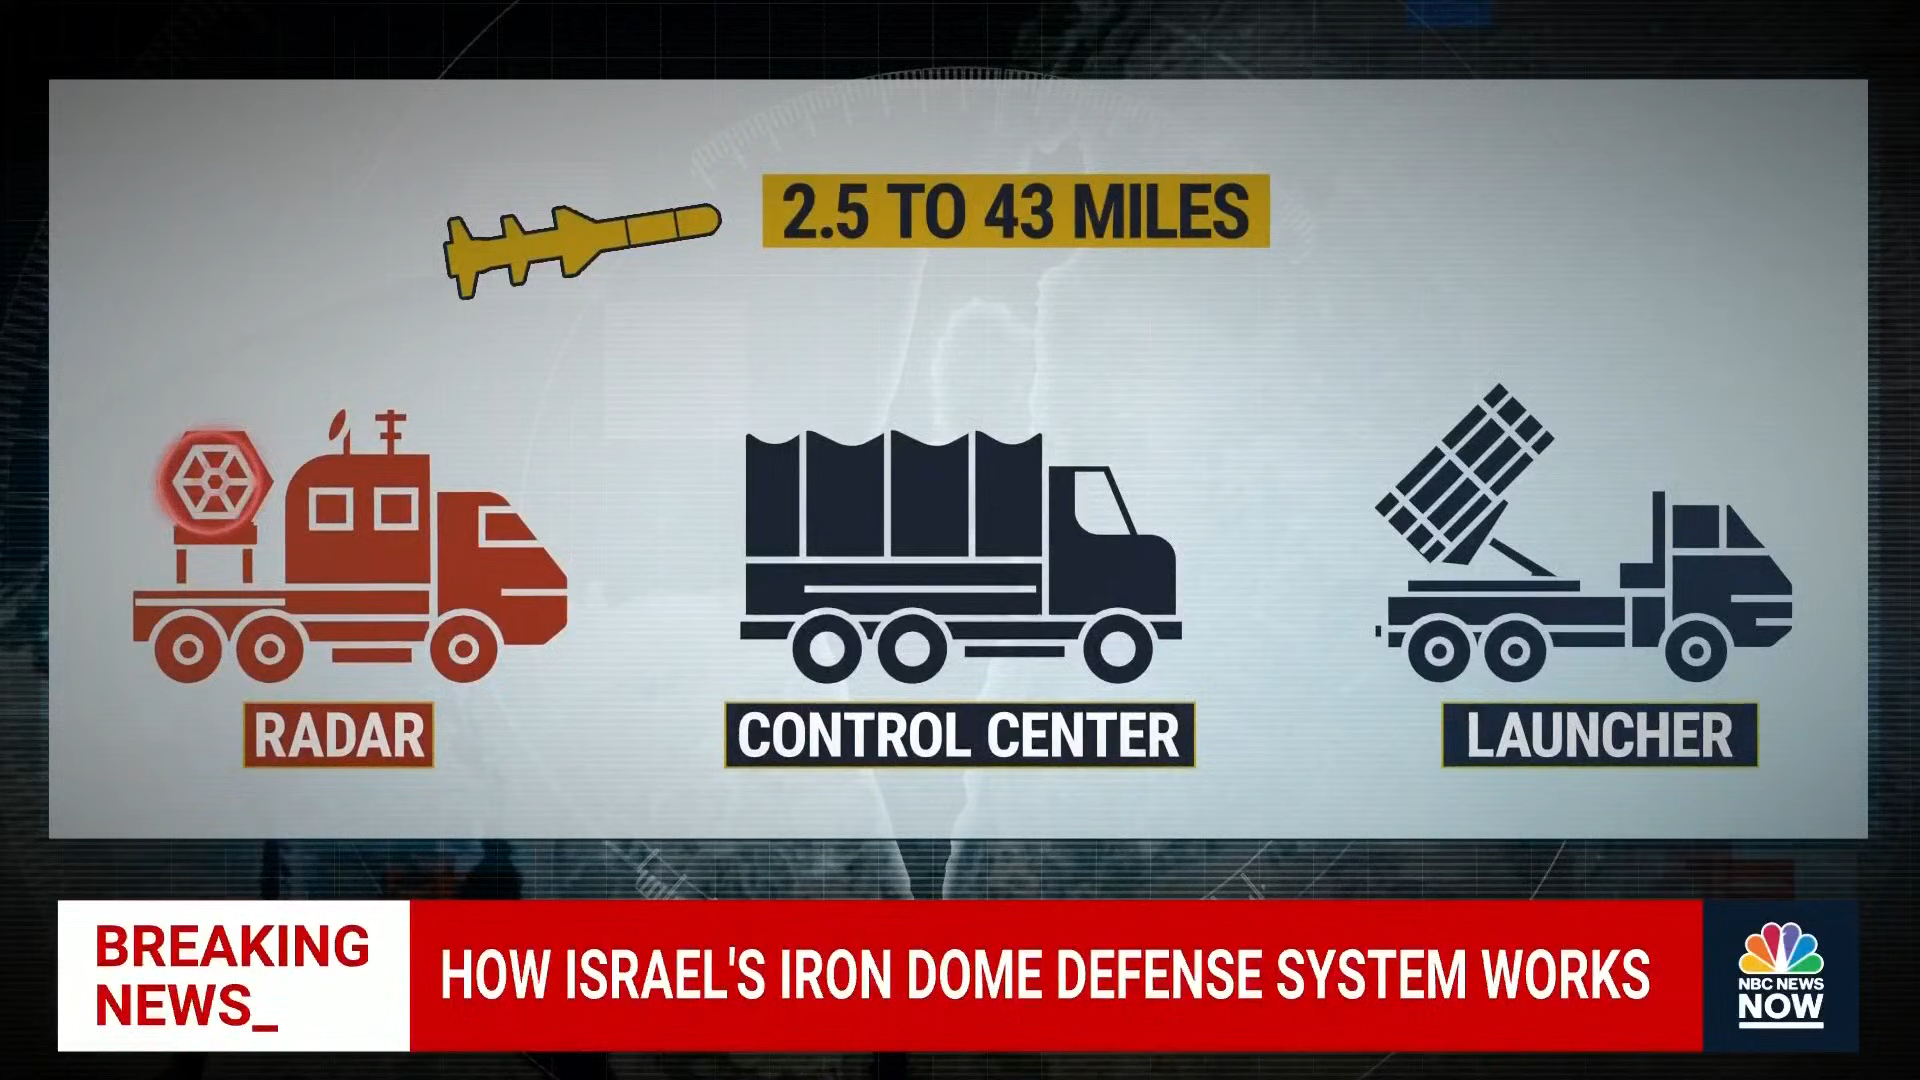 2.5 TO 43 MILES
RADAR
CONTROL CENTER
LAUNCHER
BREAKING
NEWS_
HOW ISRAEL'S IRON DOME DEFENSE SYSTEM WORKS
NBC NEWS
NOW